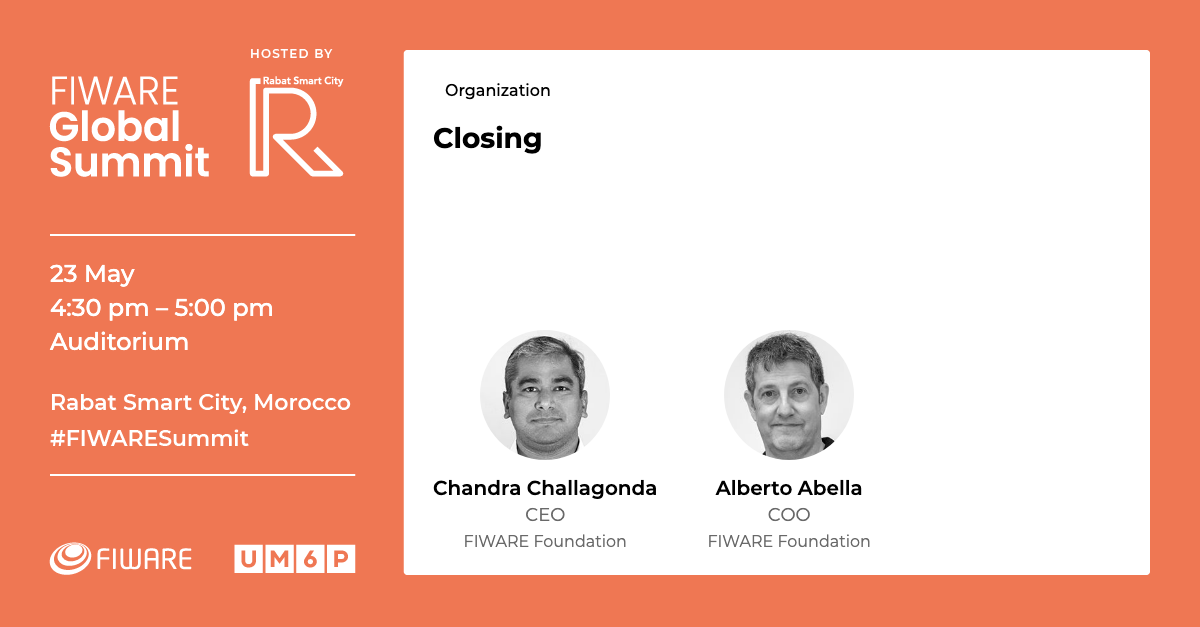 HOSTED BY
FIWARE
Global
Summit
Rabat Smart City
R
23 May
4:30 pm – 5:00 pm
Auditorium
Rabat Smart City, Morocco
#FIWARESummit
FIWARE
UM6P
Organization
Closing
Chandra Challagonda
CEO
FIWARE Foundation
Alberto Abella
COO
FIWARE Foundation